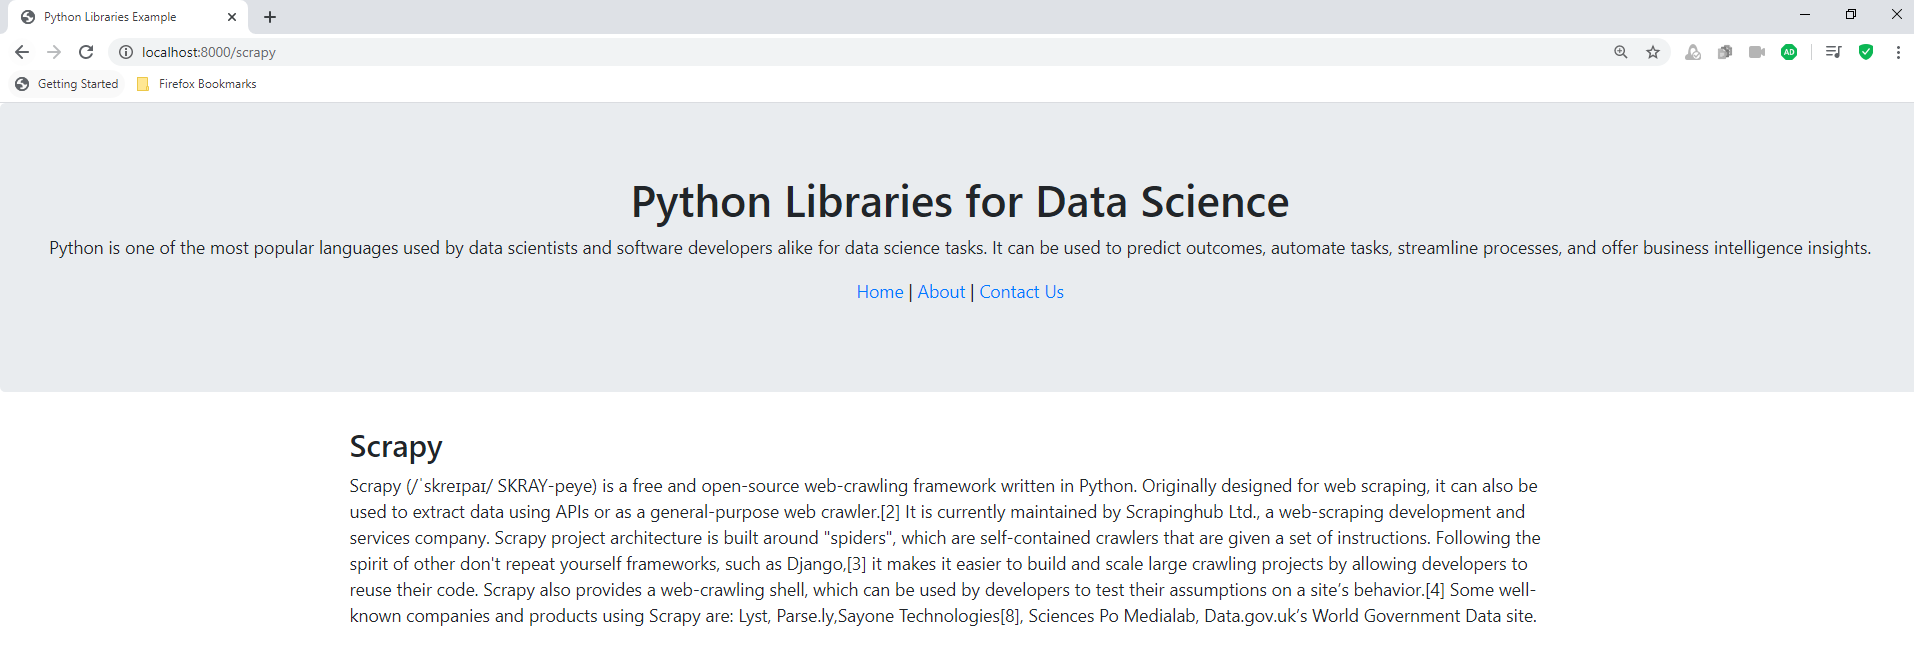 Python Libraries Example
localhost:8000/scrapy
AD
Getting Started Firefox Bookmarks
Python Libraries for Data Science
Python is one of the most popular languages used by data scientists and software developers alike for data science tasks. It can be used to predict outcomes, automate tasks, streamline processes, and offer business intelligence insights.
Home | About | Contact Us
Scrapy
Scrapy (/ˈskreɪpaɪ/ SKRAY-peye) is a free and open-source web-crawling framework written in Python. Originally designed for web scraping, it can also be
used to extract data using APIs or as a general-purpose web crawler.[2] It is currently maintained by Scrapinghub Ltd., a web-scraping development and
services company. Scrapy project architecture is built around "spiders", which are self-contained crawlers that are given a set of instructions. Following the
spirit of other don't repeat yourself frameworks, such as Django,[3] it makes it easier to build and scale large crawling projects by allowing developers to
reuse their code. Scrapy also provides a web-crawling shell, which can be used by developers to test their assumptions on a site’s behavior.[4] Some well-
known companies and products using Scrapy are: Lyst, Parse.ly,Sayone Technologies[8], Sciences Po Medialab, Data.gov.uk’s World Government Data site.